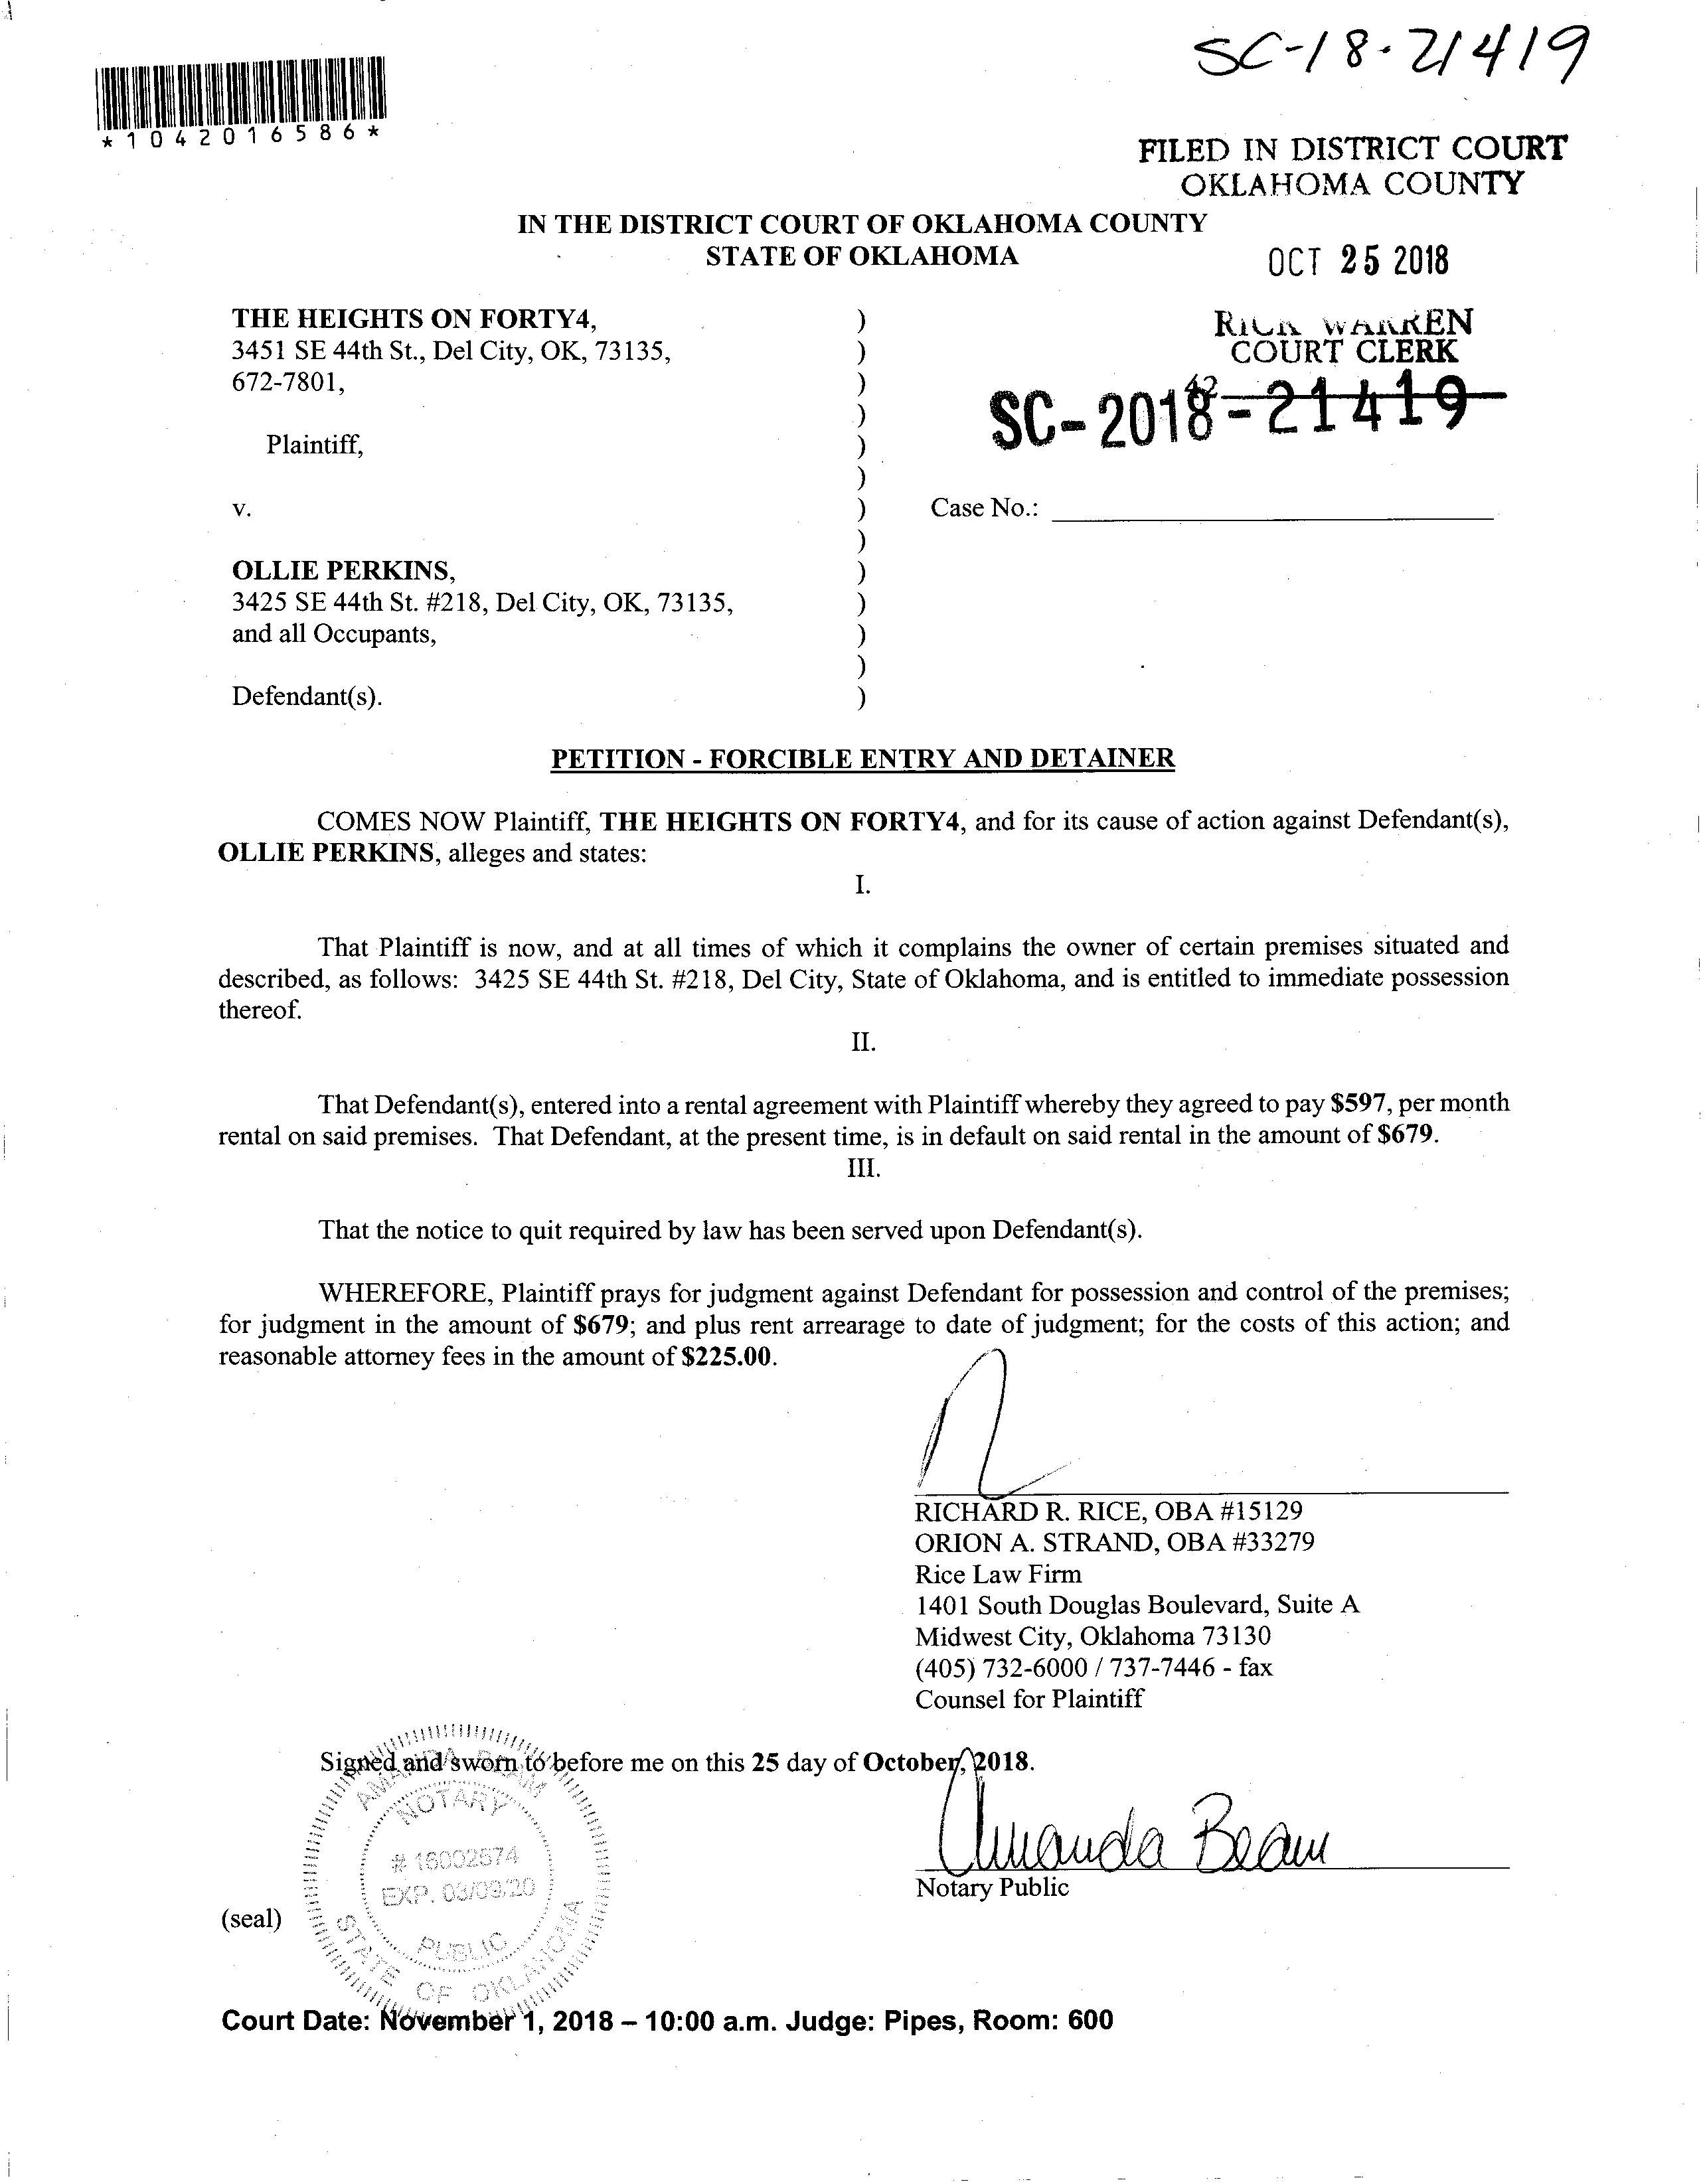 SC-18-21419
*1042016586*
FILED IN DISTRICT COURT
OKLAHOMA COUNTY
IN THE DISTRICT COURT OF OKLAHOMA COUNTY
STATE OF OKLAHOMA
OCT 25 2018
THE HEIGHTS ON FORTY4,
3451 SE 44th St., Del City, OK, 73135,
672-7801,
Plaintiff,
v.
OLLIE PERKINS,
3425 SE 44th St. #218, Del City, OK, 73135,
and all Occupants,
Defendant(s).
)
)
)
)
)
)
)
)
)
)
)
)
)
RICK WARREN
COURT CLERK
42
SC-2018-21419
Case No.:
PETITION - FORCIBLE ENTRY AND DETAINER
COMES NOW Plaintiff, THE HEIGHTS ON FORTY4, and for its cause of action against Defendant(s),
OLLIE PERKINS, alleges and states:
I.
That Plaintiff is now, and at all times of which it complains the owner of certain premises situated and
described, as follows: 3425 SE 44th St. #218, Del City, State of Oklahoma, and is entitled to immediate possession
thereof.
II.
That Defendant(s), entered into a rental agreement with Plaintiff whereby they agreed to pay $597, per month
rental on said premises. That Defendant, at the present time, is in default on said rental in the amount of $679.
III.
That the notice to quit required by law has been served upon Defendant(s).
WHEREFORE, Plaintiff prays for judgment against Defendant for possession and control of the premises;
for judgment in the amount of $679; and plus rent arrearage to date of judgment; for the costs of this action; and
reasonable attorney fees in the amount of $225.00.
RICHARD R. RICE, OBA #15129
ORION A. STRAND, OBA #33279
Rice Law Firm
1401 South Douglas Boulevard, Suite A
Midwest City, Oklahoma 73130
(405) 732-6000 / 737-7446 - fax
Counsel for Plaintiff
Signed and sworn to before me on this 25 day of October, 2018.
Amanda Beam
Notary Public
(seal)
AMANDA BEAM
NOTARY
# 16002574
EXP. 03/09/20
PUBLIC
STATE OF OKLAHOMA
Court Date: November 1, 2018 – 10:00 a.m. Judge: Pipes, Room: 600